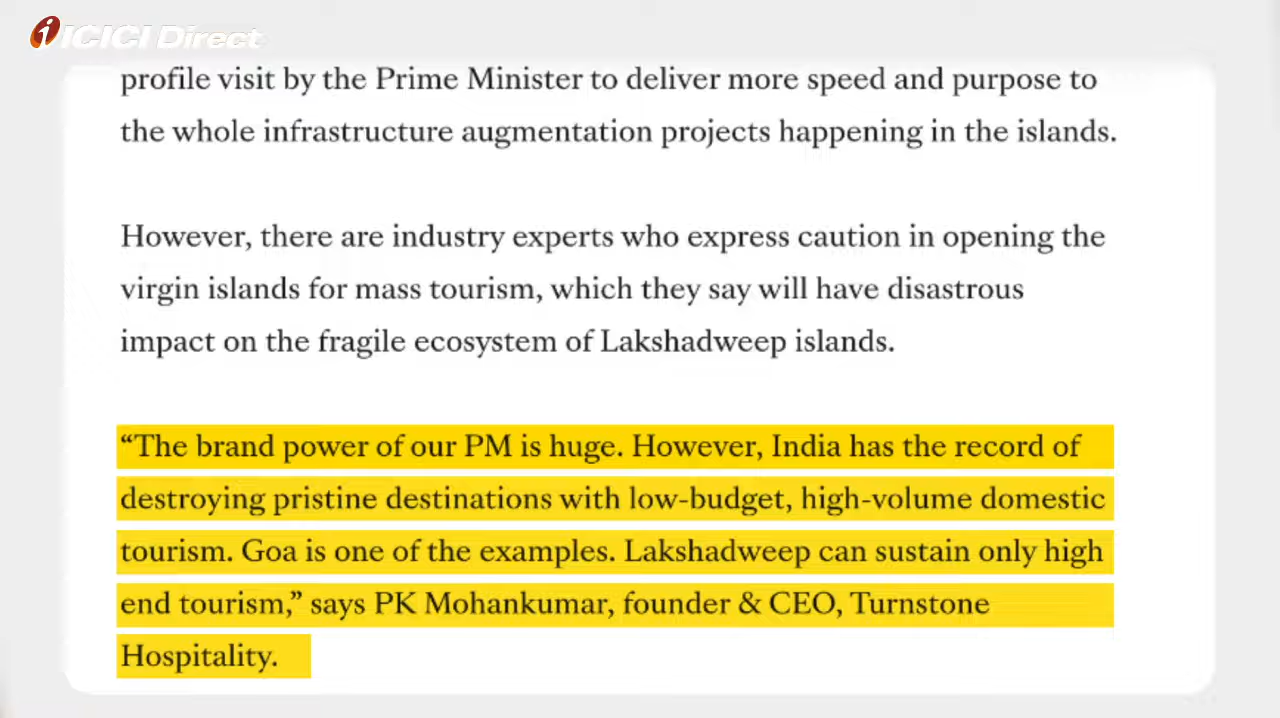 ICICI Direct
profile visit by the Prime Minister to deliver more speed and purpose to
the whole infrastructure augmentation projects happening in the islands.
However, there are industry experts who express caution in opening the
virgin islands for mass tourism, which they say will have disastrous
impact on the fragile ecosystem of Lakshadweep islands.
“The brand power of our PM is huge. However, India has the record of
destroying pristine destinations with low-budget, high-volume domestic
tourism. Goa is one of the examples. Lakshadweep can sustain only high
end tourism,” says PK Mohankumar, founder & CEO, Turnstone
Hospitality.